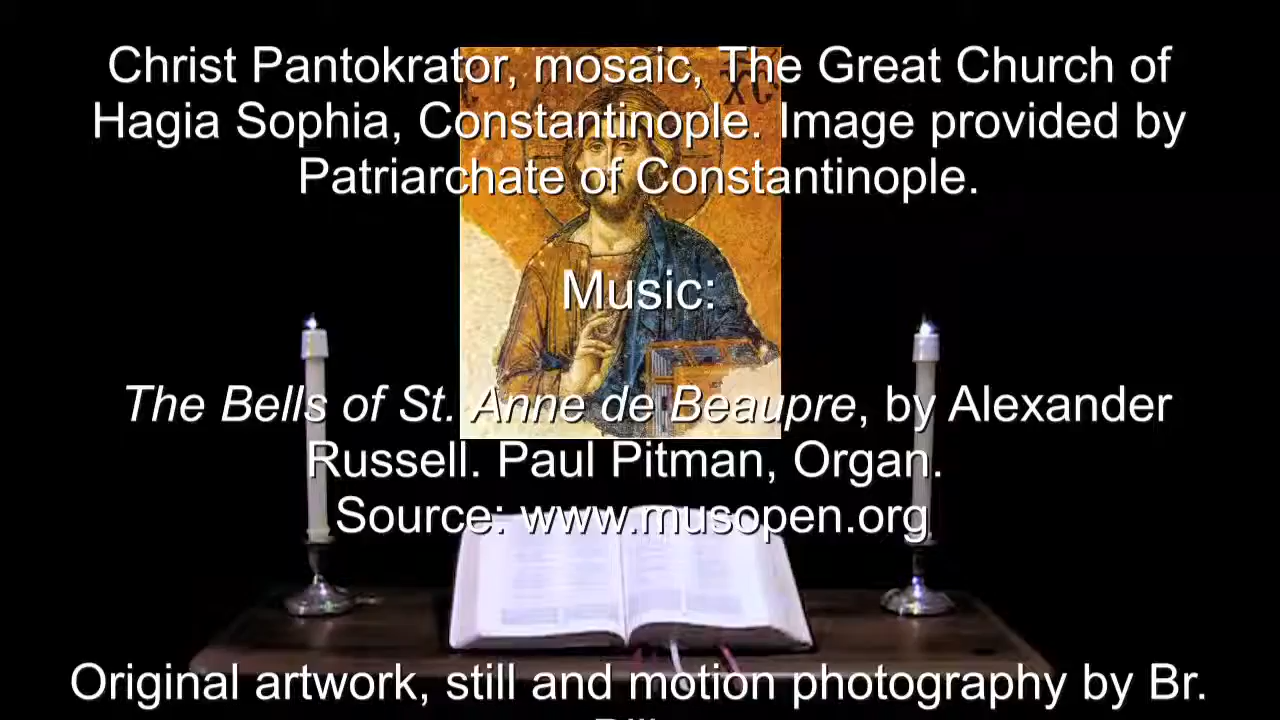 Christ Pantokrator, mosaic, The Great Church of
Hagia Sophia, Constantinople. Image provided by
Patriarchate of Constantinople.
Music:
The Bells of St. Anne de Beaupre, by Alexander
Russell. Paul Pitman, Organ.
Source: www.musopen.org
Original artwork, still and motion photography by Br.